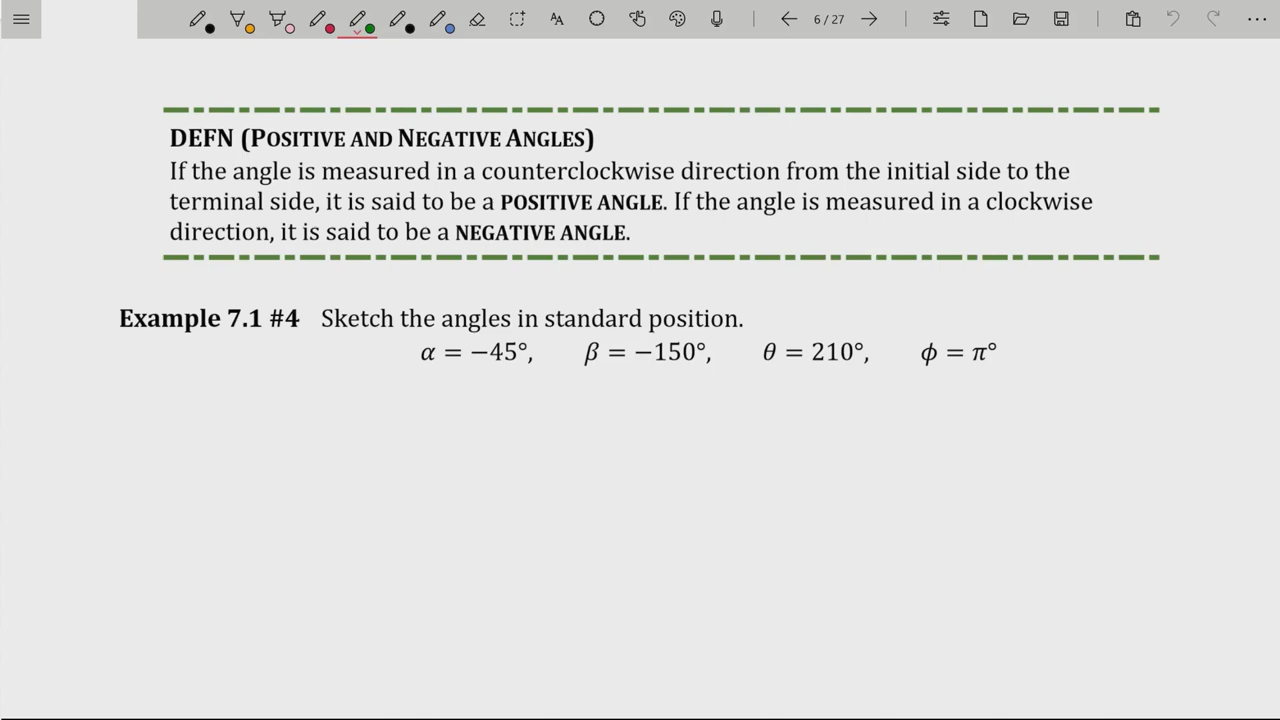 6 / 27
DEFN (POSITIVE AND NEGATIVE ANGLES)
If the angle is measured in a counterclockwise direction from the initial side to the
terminal side, it is said to be a POSITIVE ANGLE. If the angle is measured in a clockwise
direction, it is said to be a NEGATIVE ANGLE.
Example 7.1 #4 Sketch the angles in standard position.
α = −45°, β = −150°, θ = 210°, ϕ = π°